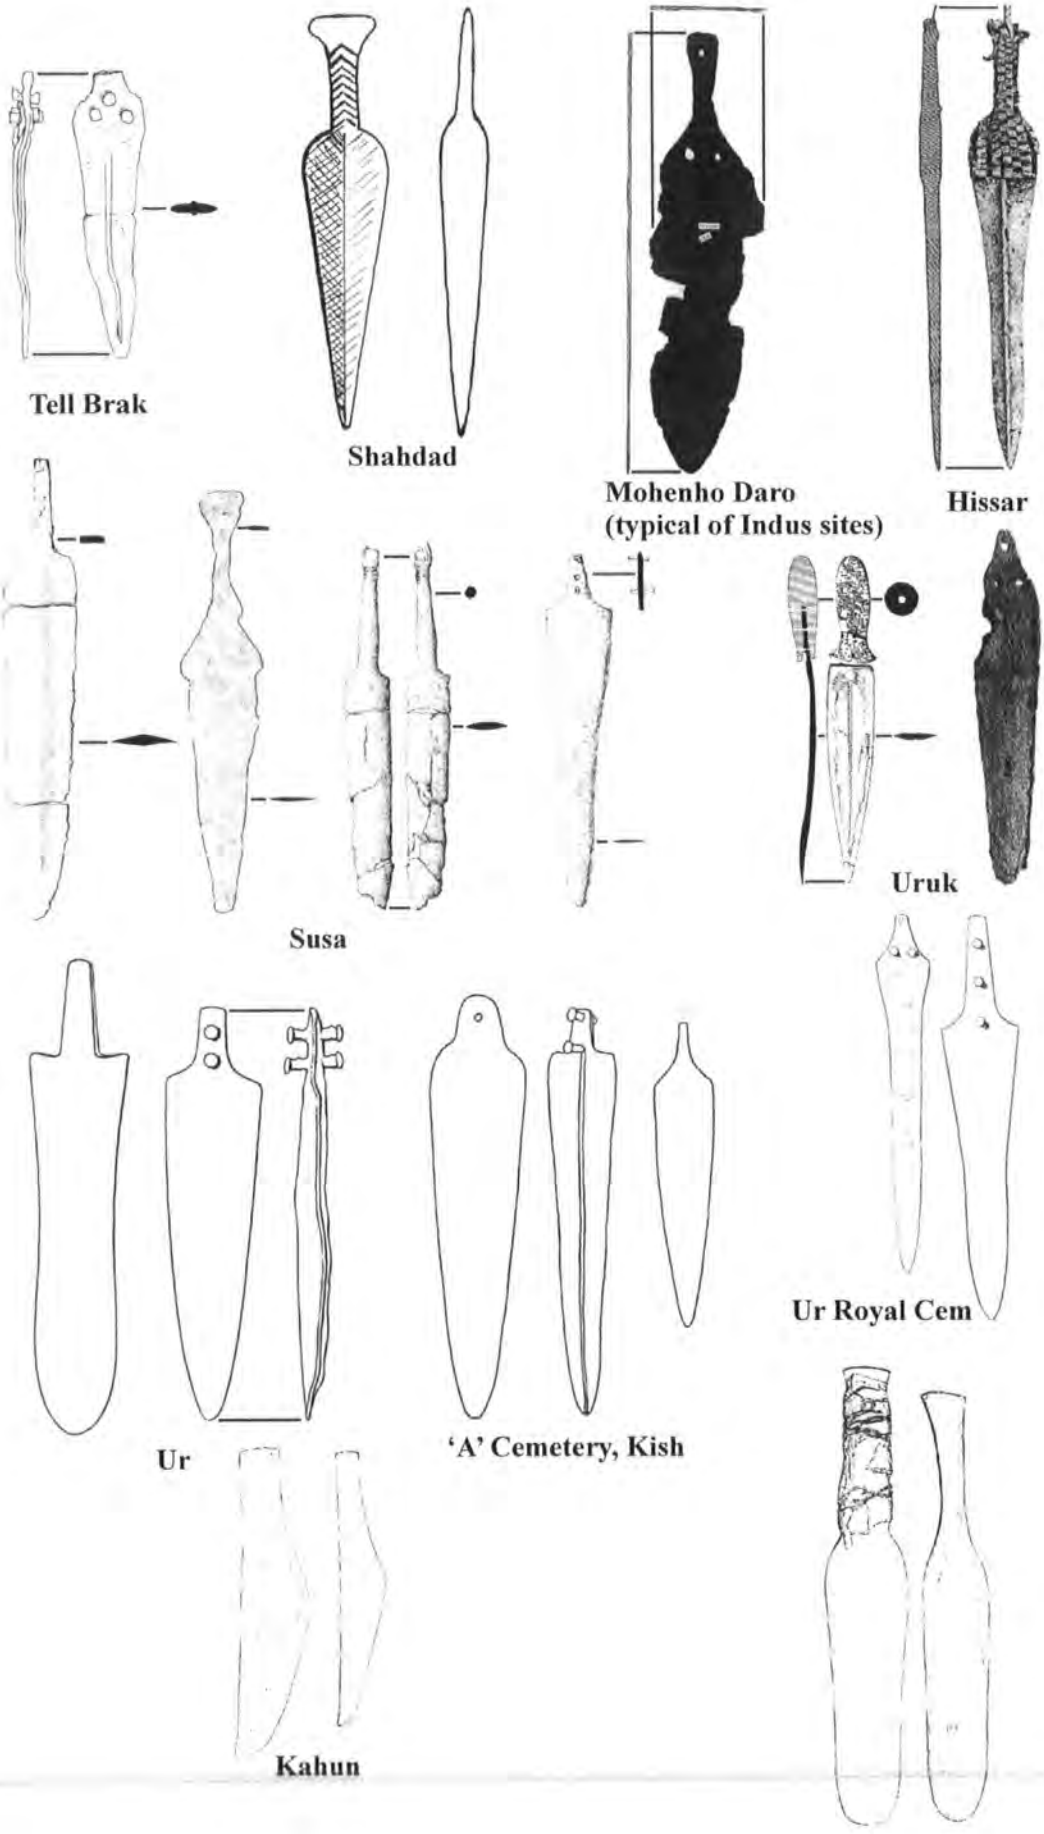 Tell Brak
Shahdad
Mohenho Daro
(typical of Indus sites)
Hissar
Susa
Uruk
Ur Royal Cem
Ur
'A' Cemetery, Kish
Kahun